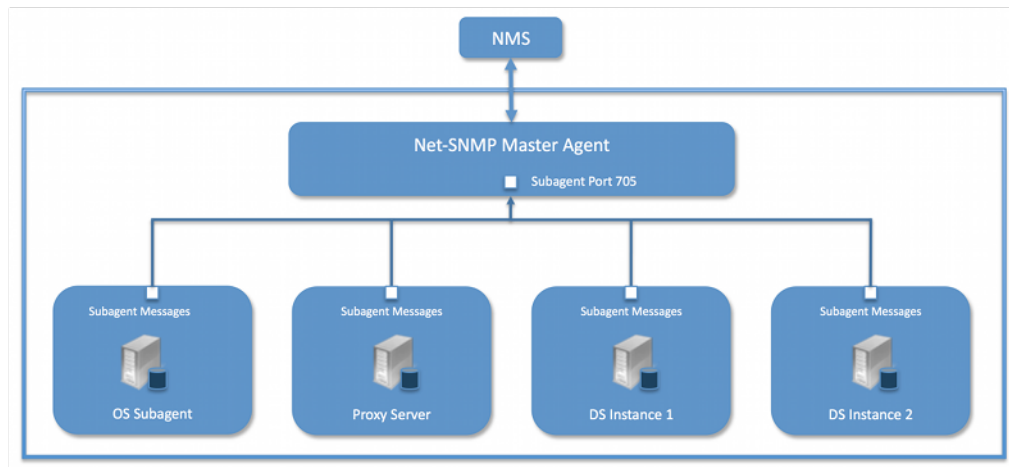 NMS
Net-SNMP Master Agent
Subagent Port 705
Subagent Messages
Subagent Messages
Subagent Messages
Subagent Messages
OS Subagent
Proxy Server
DS Instance 1
DS Instance 2